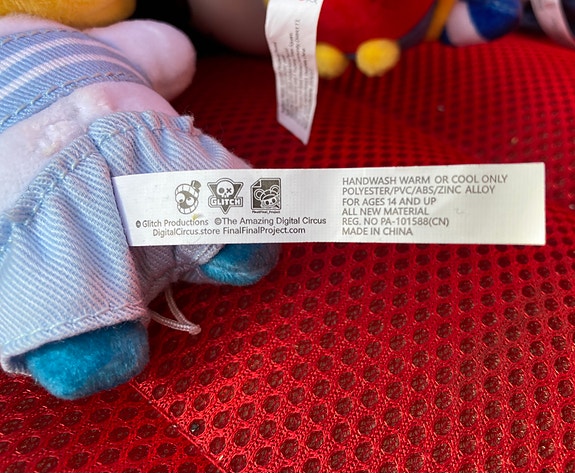 GLITCH
FinalFinal_Project
©Glitch Productions ©The Amazing Digital Circus
DigitalCircus.store FinalFinalProject.com
HANDWASH WARM OR COOL ONLY
POLYESTER/PVC/ABS/ZINC ALLOY
FOR AGES 14 AND UP
ALL NEW MATERIAL
REG. NO PA-101588(CN)
MADE IN CHINA